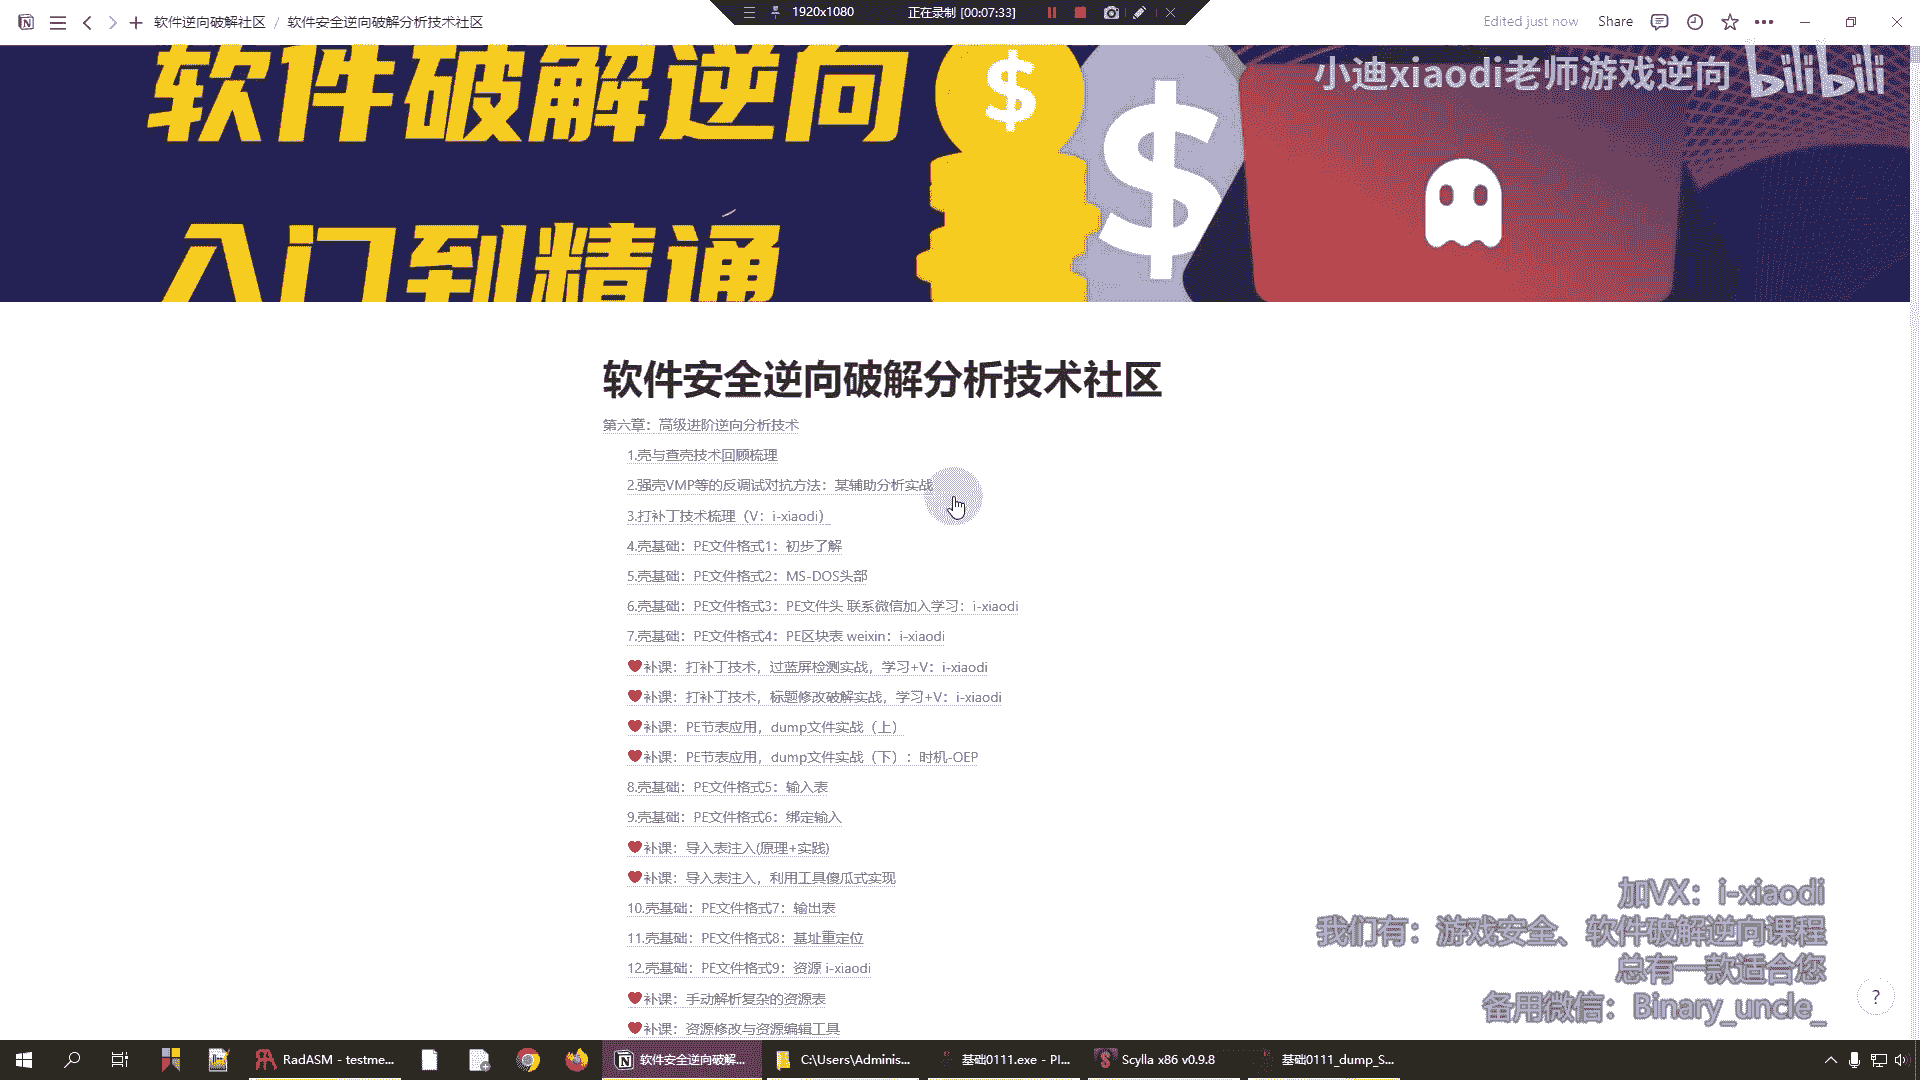 1920x1080 正在录制 [00:07:33]
软件逆向破解社区 / 软件安全逆向破解分析技术社区
Edited just now Share
小迪xiaodi老师游戏逆向 bilibili
软件破解逆向
入门到精通
软件安全逆向破解分析技术社区
第六章：高级进阶逆向分析技术
1.壳与查壳技术回顾梳理
2.强壳VMP等的反调试对抗方法：某辅助分析实战
3.打补丁技术梳理（V：i-xiaodi）
4.壳基础：PE文件格式1：初步了解
5.壳基础：PE文件格式2：MS-DOS头部
6.壳基础：PE文件格式3：PE文件头 联系微信加入学习：i-xiaodi
7.壳基础：PE文件格式4：PE区块表 weixin：i-xiaodi
补课：打补丁技术，过蓝屏检测实战，学习+V：i-xiaodi
补课：打补丁技术，标题修改破解实战，学习+V：i-xiaodi
补课：PE节表应用，dump文件实战（上）
补课：PE节表应用，dump文件实战（下）：时机-OEP
8.壳基础：PE文件格式5：输入表
9.壳基础：PE文件格式6：绑定输入
补课：导入表注入(原理+实践)
补课：导入表注入，利用工具傻瓜式实现
10.壳基础：PE文件格式7：输出表
11.壳基础：PE文件格式8：基址重定位
12.壳基础：PE文件格式9：资源 i-xiaodi
补课：手动解析复杂的资源表
补课：资源修改与资源编辑工具
加VX：i-xiaodi
我们有：游戏安全、软件破解逆向课程
总有一款适合您
备用微信：Binary_uncle_
?
RadASM - testme... 软件安全逆向破解... C:\Users\Adminis... 基础0111.exe - PI... Scylla x86 v0.9.8 基础0111_dump_S...